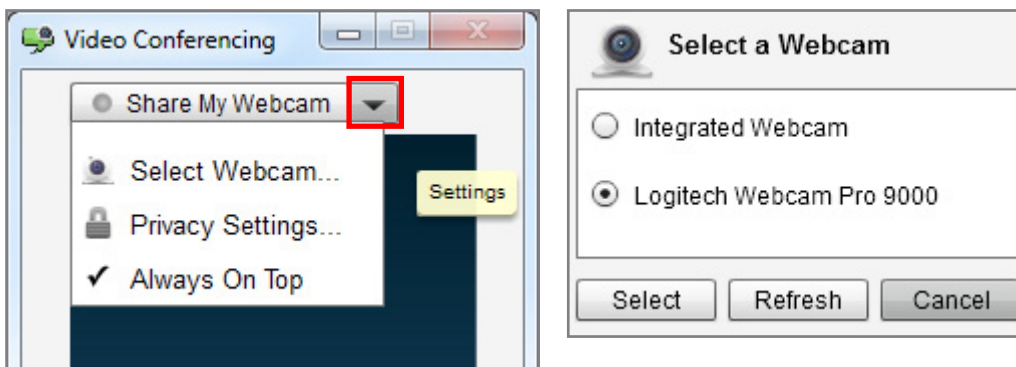 Video Conferencing
Share My Webcam
Select Webcam...
Settings
Privacy Settings...
Always On Top
Select a Webcam
Integrated Webcam
Logitech Webcam Pro 9000
Select
Refresh
Cancel